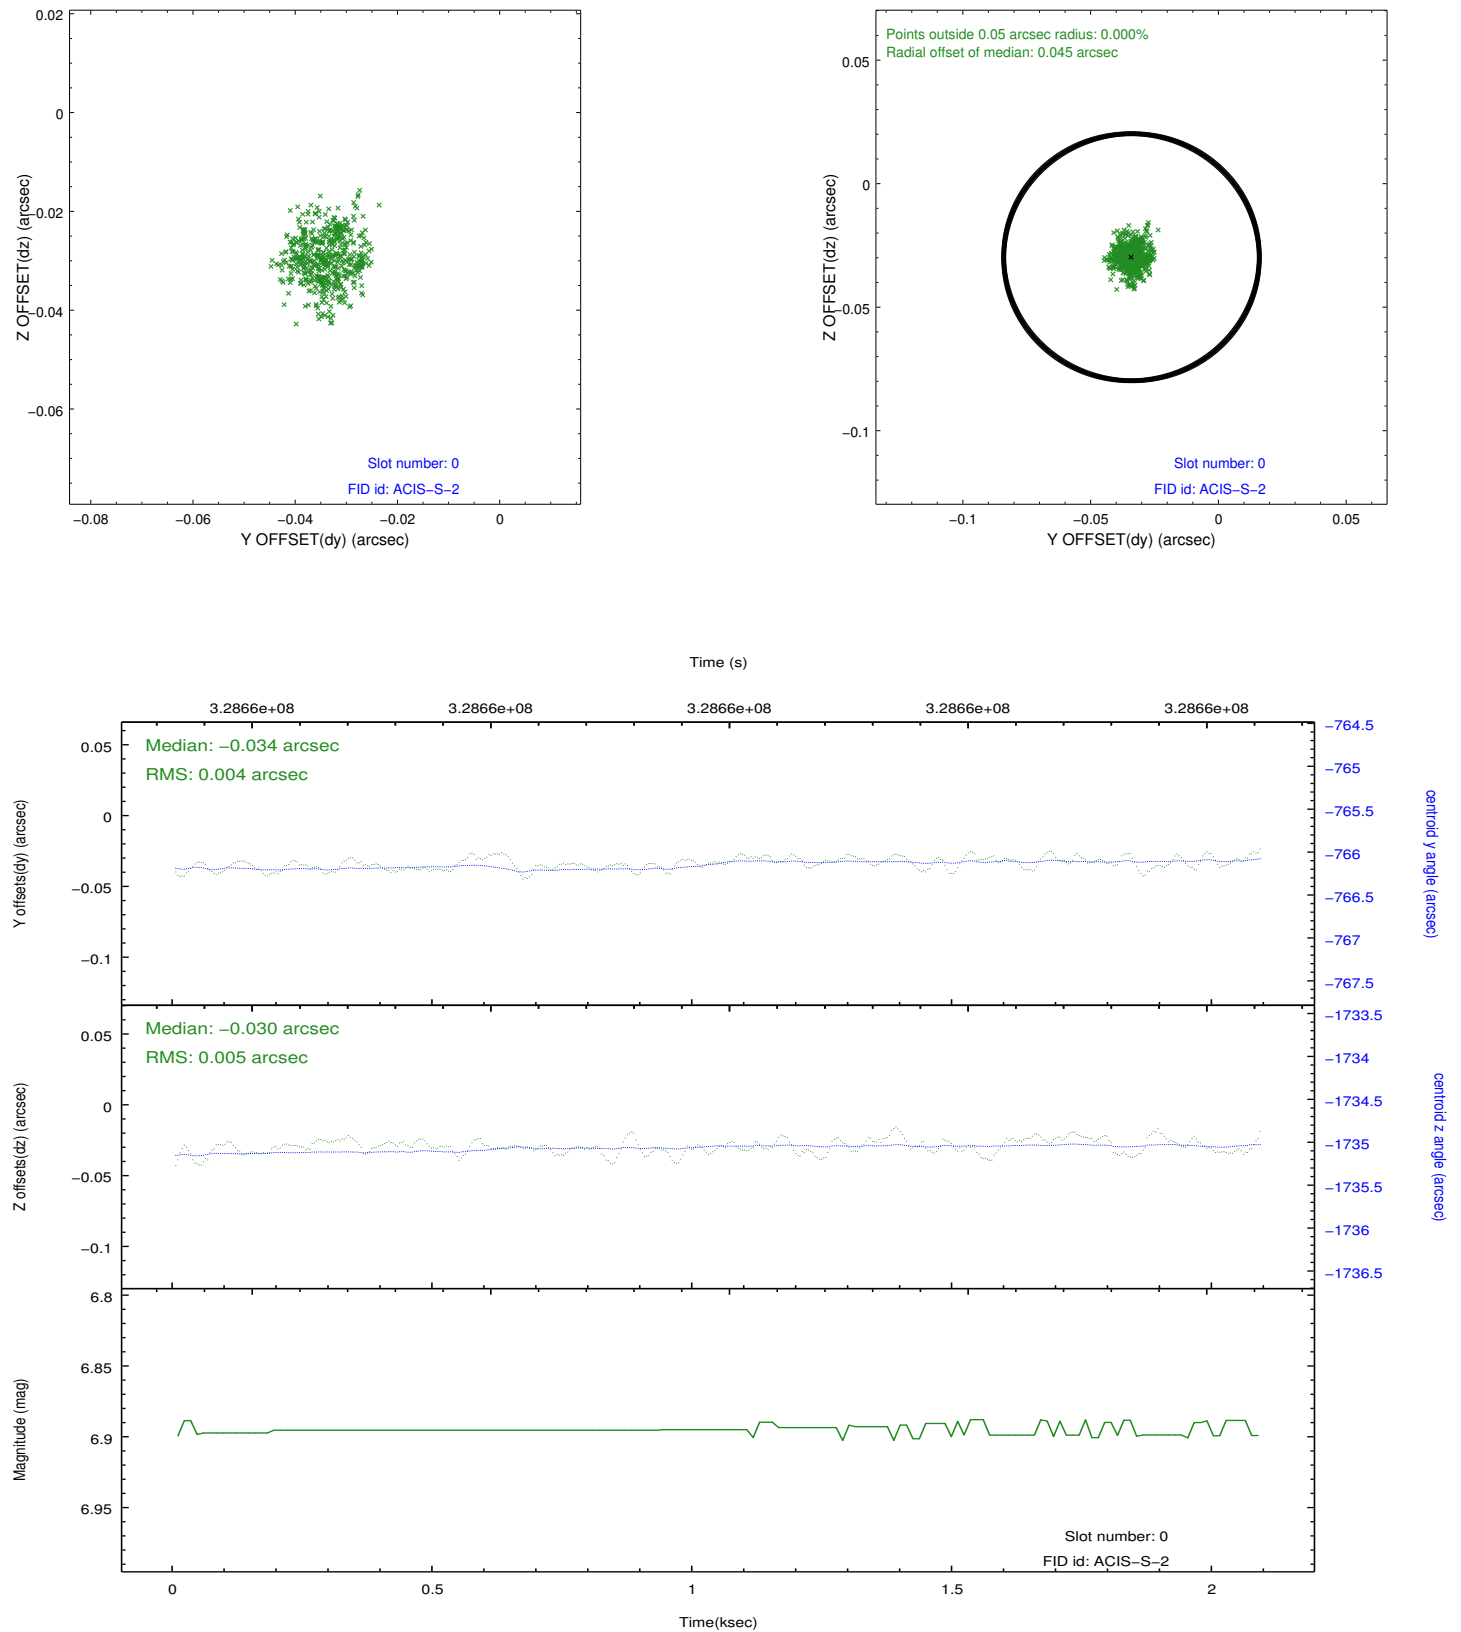 0.02
0
−0.02
−0.04
−0.06
Z OFFSET(dz) (arcsec)
Slot number: 0
FID id: ACIS−S−2
−0.08 −0.06 −0.04 −0.02 0
Y OFFSET(dy) (arcsec)
Points outside 0.05 arcsec radius: 0.000%
Radial offset of median: 0.045 arcsec
0.05
0
−0.05
−0.1
Z OFFSET(dz) (arcsec)
Slot number: 0
FID id: ACIS−S−2
−0.1 −0.05 0 0.05
Y OFFSET(dy) (arcsec)
Time (s)
3.2866e+08 3.2866e+08 3.2866e+08 3.2866e+08 3.2866e+08
Median: −0.034 arcsec
RMS: 0.004 arcsec
0.05
0
−0.05
−0.1
Y offsets(dy) (arcsec)
−764.5
−765
−765.5
−766
−766.5
−767
−767.5
centroid y angle (arcsec)
Median: −0.030 arcsec
RMS: 0.005 arcsec
0.05
0
−0.05
−0.1
Z offsets(dz) (arcsec)
−1733.5
−1734
−1734.5
−1735
−1735.5
−1736
−1736.5
centroid z angle (arcsec)
6.8
6.85
6.9
6.95
Magnitude (mag)
Slot number: 0
FID id: ACIS−S−2
0 0.5 1 1.5 2
Time(ksec)